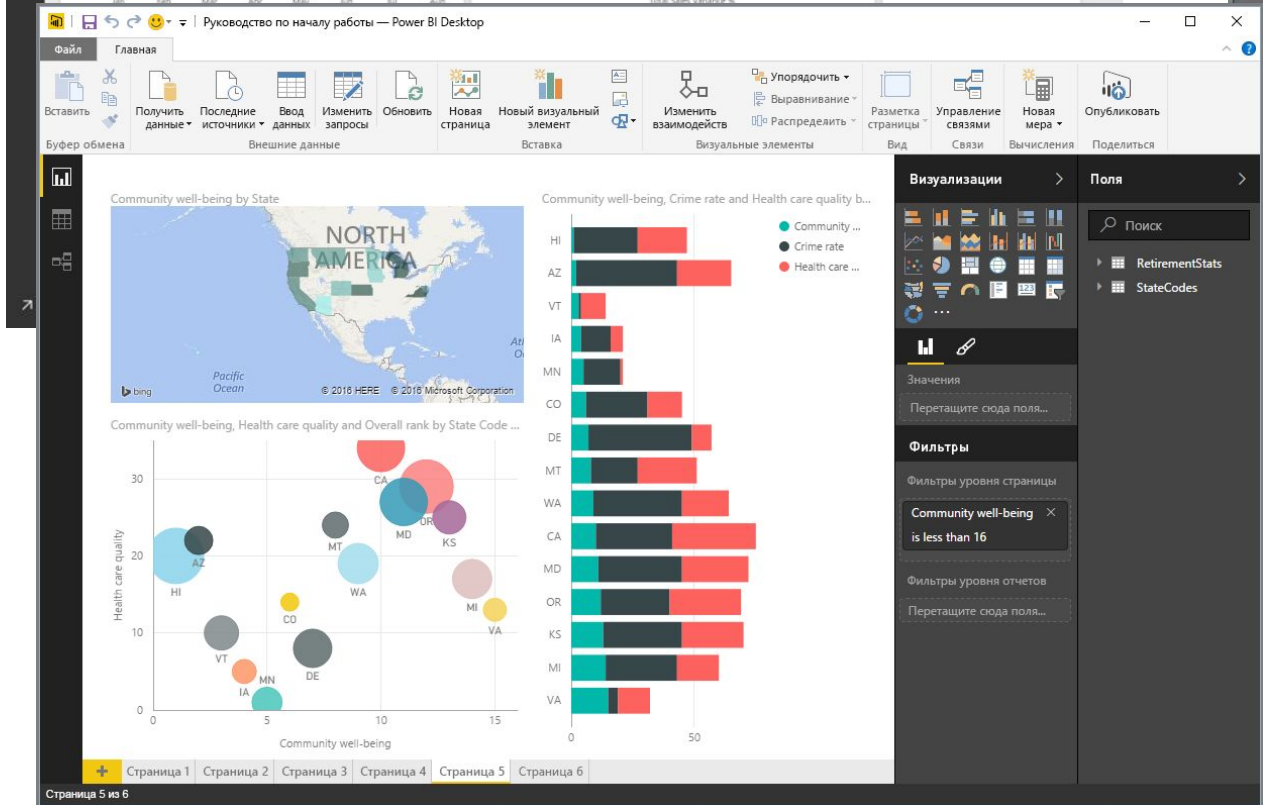 Руководство по началу работы — Power BI Desktop
Файл Главная
Вставить
Получить данные
Последние источники
Ввод данных
Изменить запросы
Обновить
Новая страница
Новый визуальный элемент
Изменить взаимодейств
Упорядочить
Выравнивание
Распределить
Разметка страницы
Управление связями
Новая мера
Опубликовать
Буфер обмена Внешние данные Вставка Визуальные элементы Вид Связи Вычисления Поделиться
Community well-being by State
NORTH
AMERICA
Pacific
Ocean
bing
© 2016 HERE © 2016 Microsoft Corporation
Community well-being, Health care quality and Overall rank by State Code ...
Health care quality
30
20
10
0
CA
OR
MD
KS
MT
AZ
HI
WA
MI
CO
VA
VT
DE
IA
MN
0 5 10 15
Community well-being
Community well-being, Crime rate and Health care quality b...
Community ...
Crime rate
Health care ...
HI
AZ
VT
IA
MN
CO
DE
MT
WA
CA
MD
OR
KS
MI
VA
0 50
Визуализации
123
Значения
Перетащите сюда поля...
Фильтры
Фильтры уровня страницы
Community well-being
is less than 16
Фильтры уровня отчетов
Перетащите сюда поля...
Поля
Поиск
RetirementStats
StateCodes
Страница 1 Страница 2 Страница 3 Страница 4 Страница 5 Страница 6
Страница 5 из 6